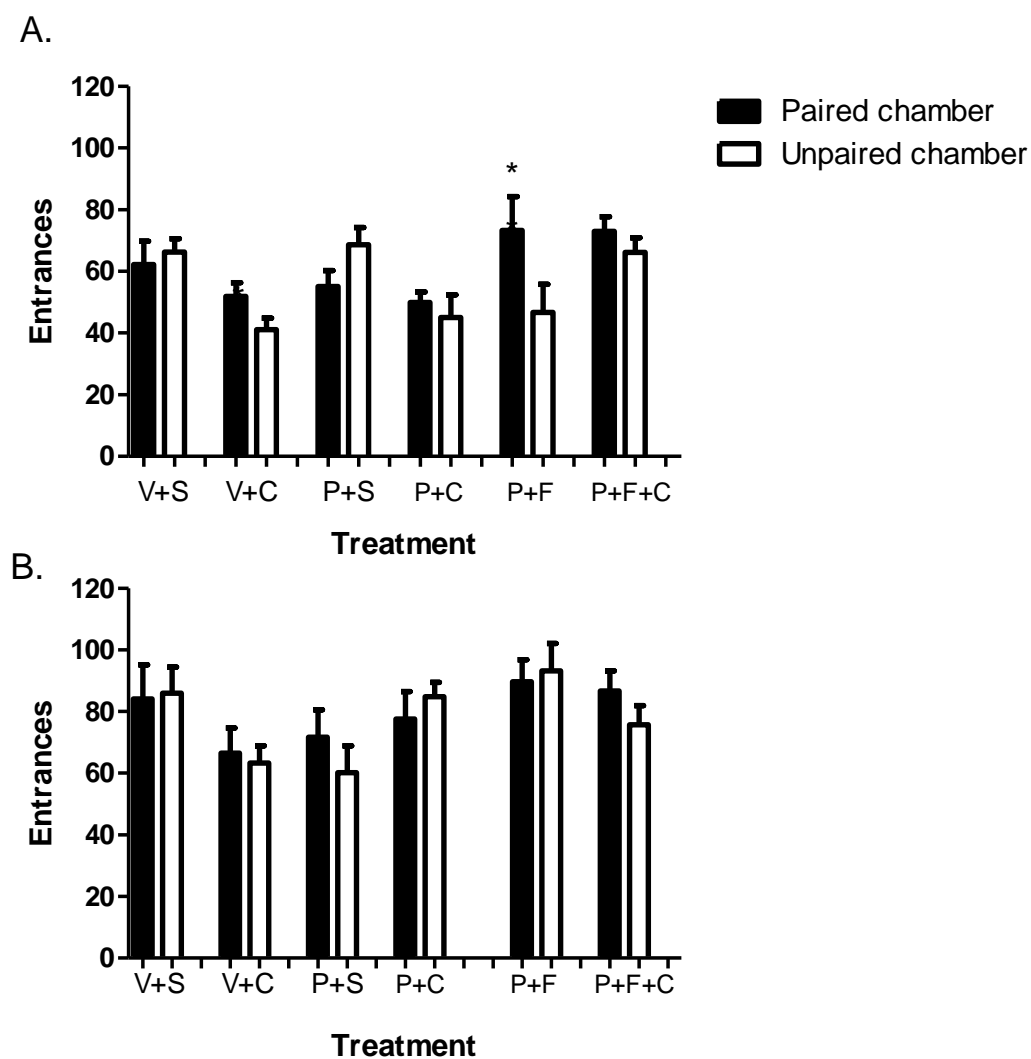 A.
120
100
80
60
40
20
0
Entrances
*
Paired chamber
Unpaired chamber
V+S V+C P+S P+C P+F P+F+C
Treatment
B.
120
100
80
60
40
20
0
Entrances
V+S V+C P+S P+C P+F P+F+C
Treatment